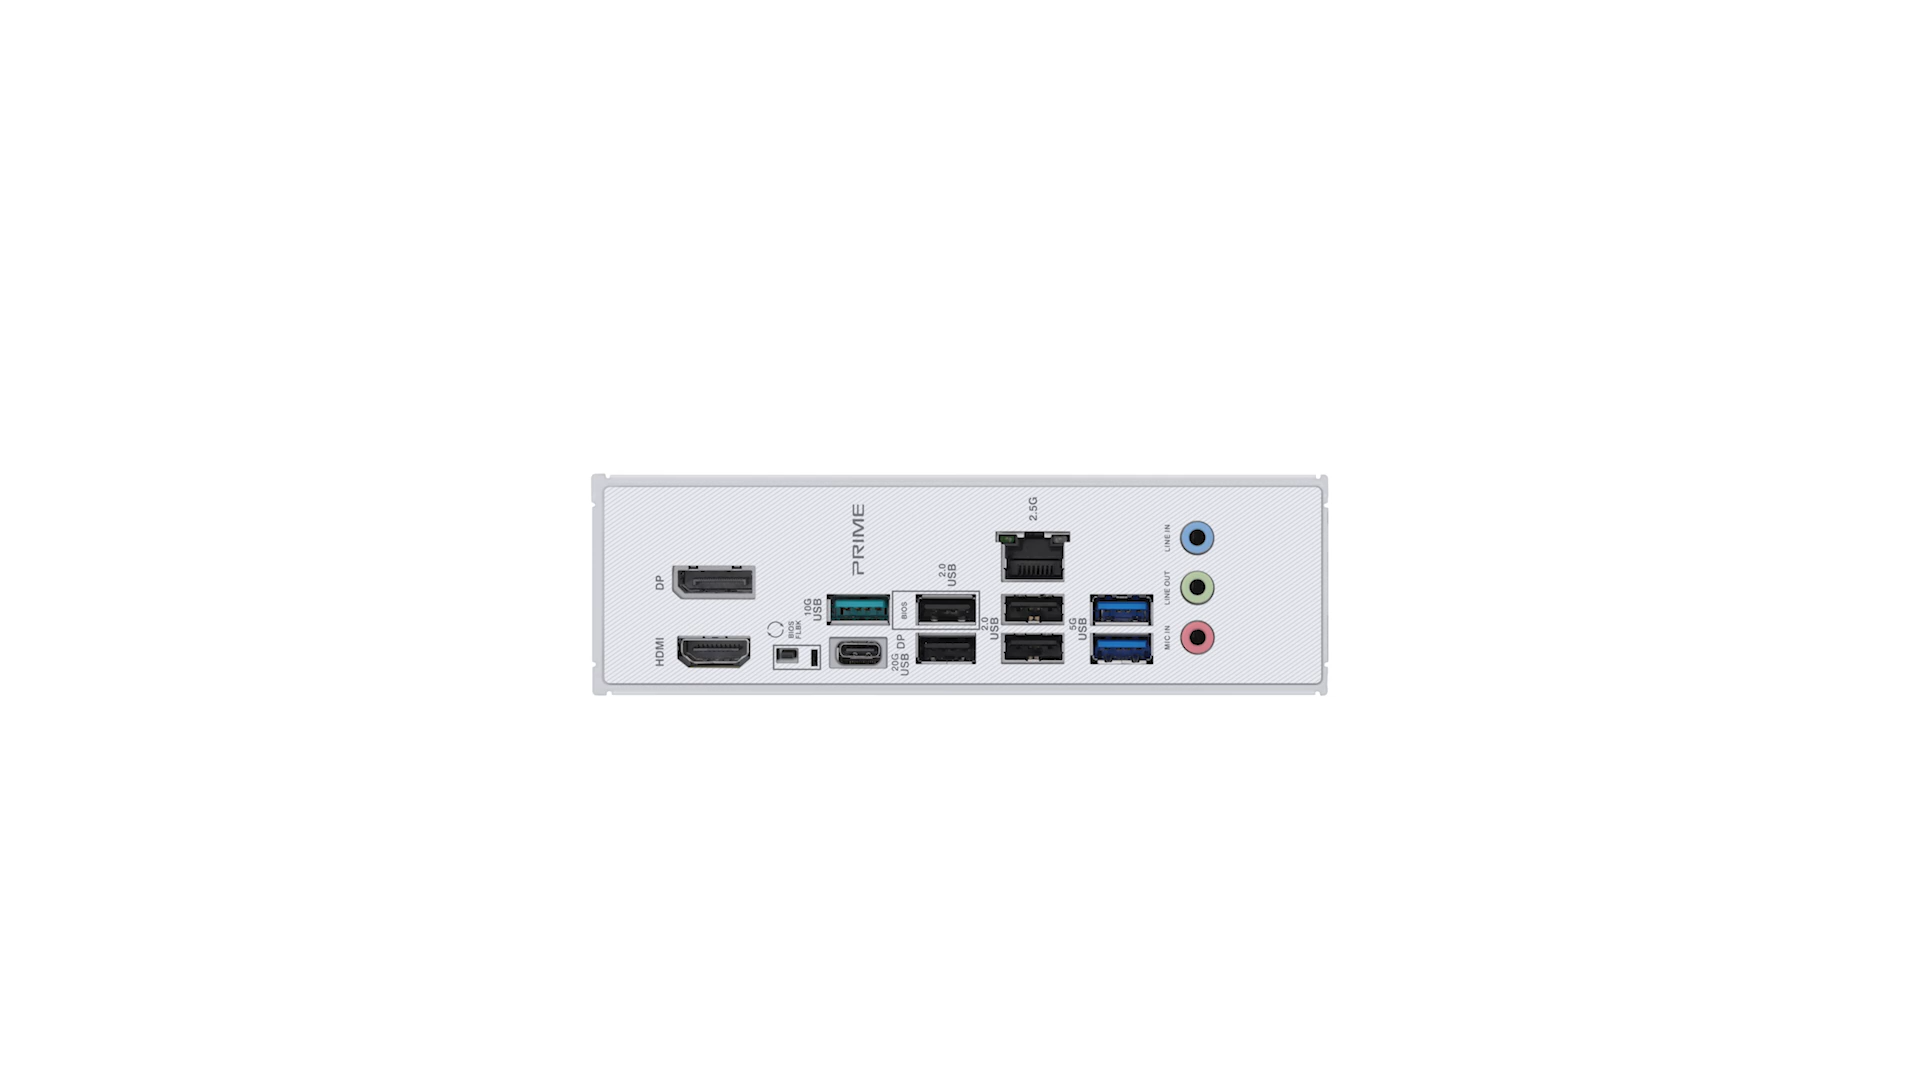 PRIME
2.5G
LINE IN
DP
2.0
USB
LINE OUT
10G
USB
BIOS
BIOS
FLBK
2.0
USB
5G
USB
MIC IN
HDMI
DP
20G
USB